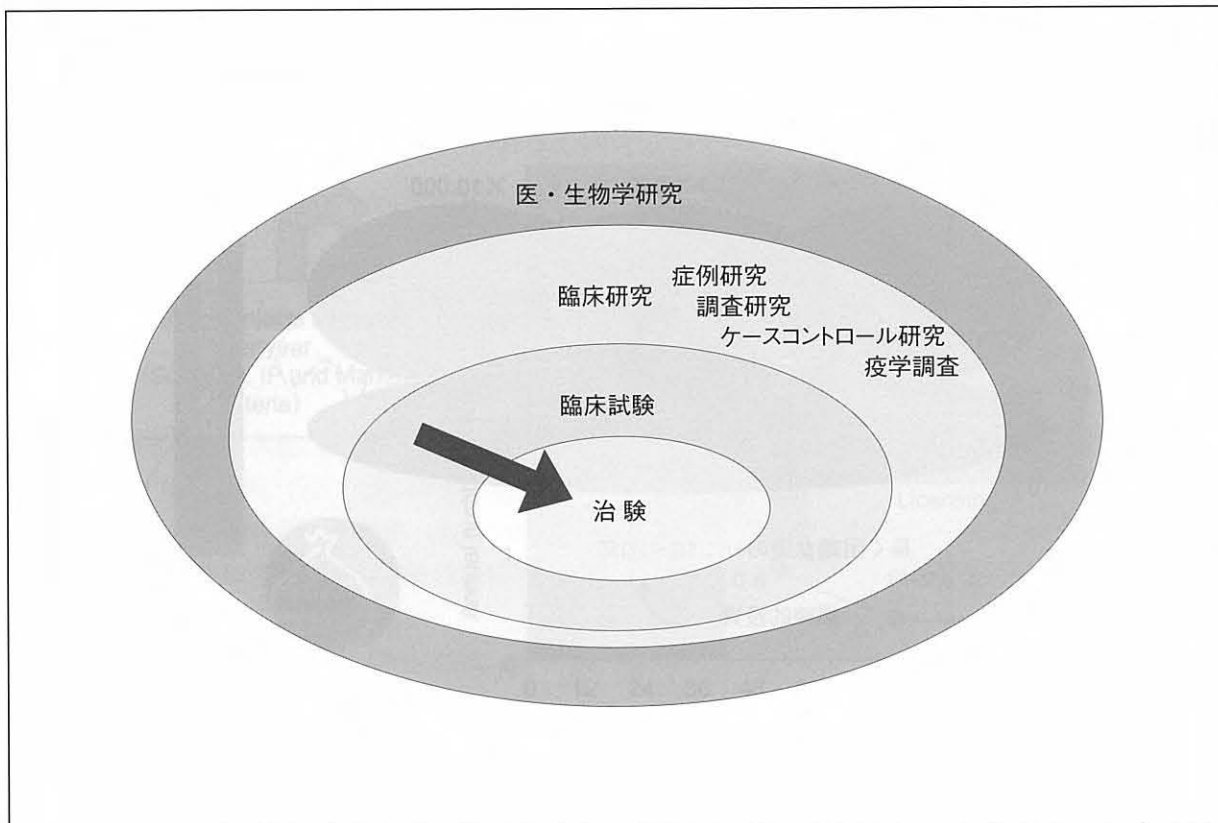 医・生物学研究
臨床研究
症例研究
調査研究
ケースコントロール研究
疫学調査
臨床試験
治験